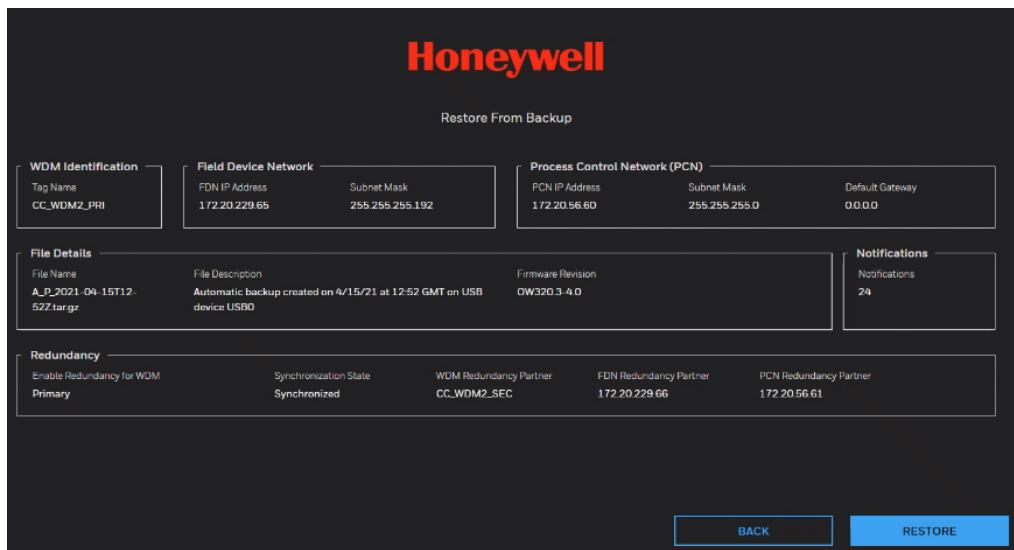 Honeywell
Restore From Backup
WDM Identification
Field Device Network
Process Control Network (PCN)
Tag Name
FDN IP Address
Subnet Mask
PCN IP Address
Subnet Mask
Default Gateway
CC_WDM2_PRI
172.20.229.65
255.255.255.192
172.20.56.60
255.255.255.0
0.0.0.0
File Details
Notifications
File Name
File Description
Firmware Revision
Notifications
A_P_2021-04-15T12-
52Z.tar.gz
Automatic backup created on 4/15/21 at 12:52 GMT on USB
device USB0
OW320.3-4.0
24
Redundancy
Enable Redundancy for WDM
Synchronization State
WDM Redundancy Partner
FDN Redundancy Partner
PCN Redundancy Partner
Primary
Synchronized
CC_WDM2_SEC
172.20.229.66
172.20.56.61
BACK
RESTORE